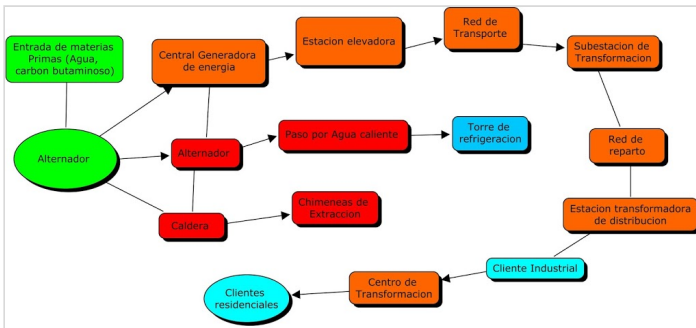 Entrada de materias
Primas (Agua,
carbon butaminoso)
Central Generadora
de energia
Estacion elevadora
Red de
Transporte
Subestacion de
Transformacion
Alternador
Alternador
Paso por Agua caliente
Torre de
refrigeracion
Red de
reparto
Caldera
Chimeneas de
Extraccion
Estacion transformadora
de distribucion
Cliente Industrial
Centro de
Transformacion
Clientes
residenciales